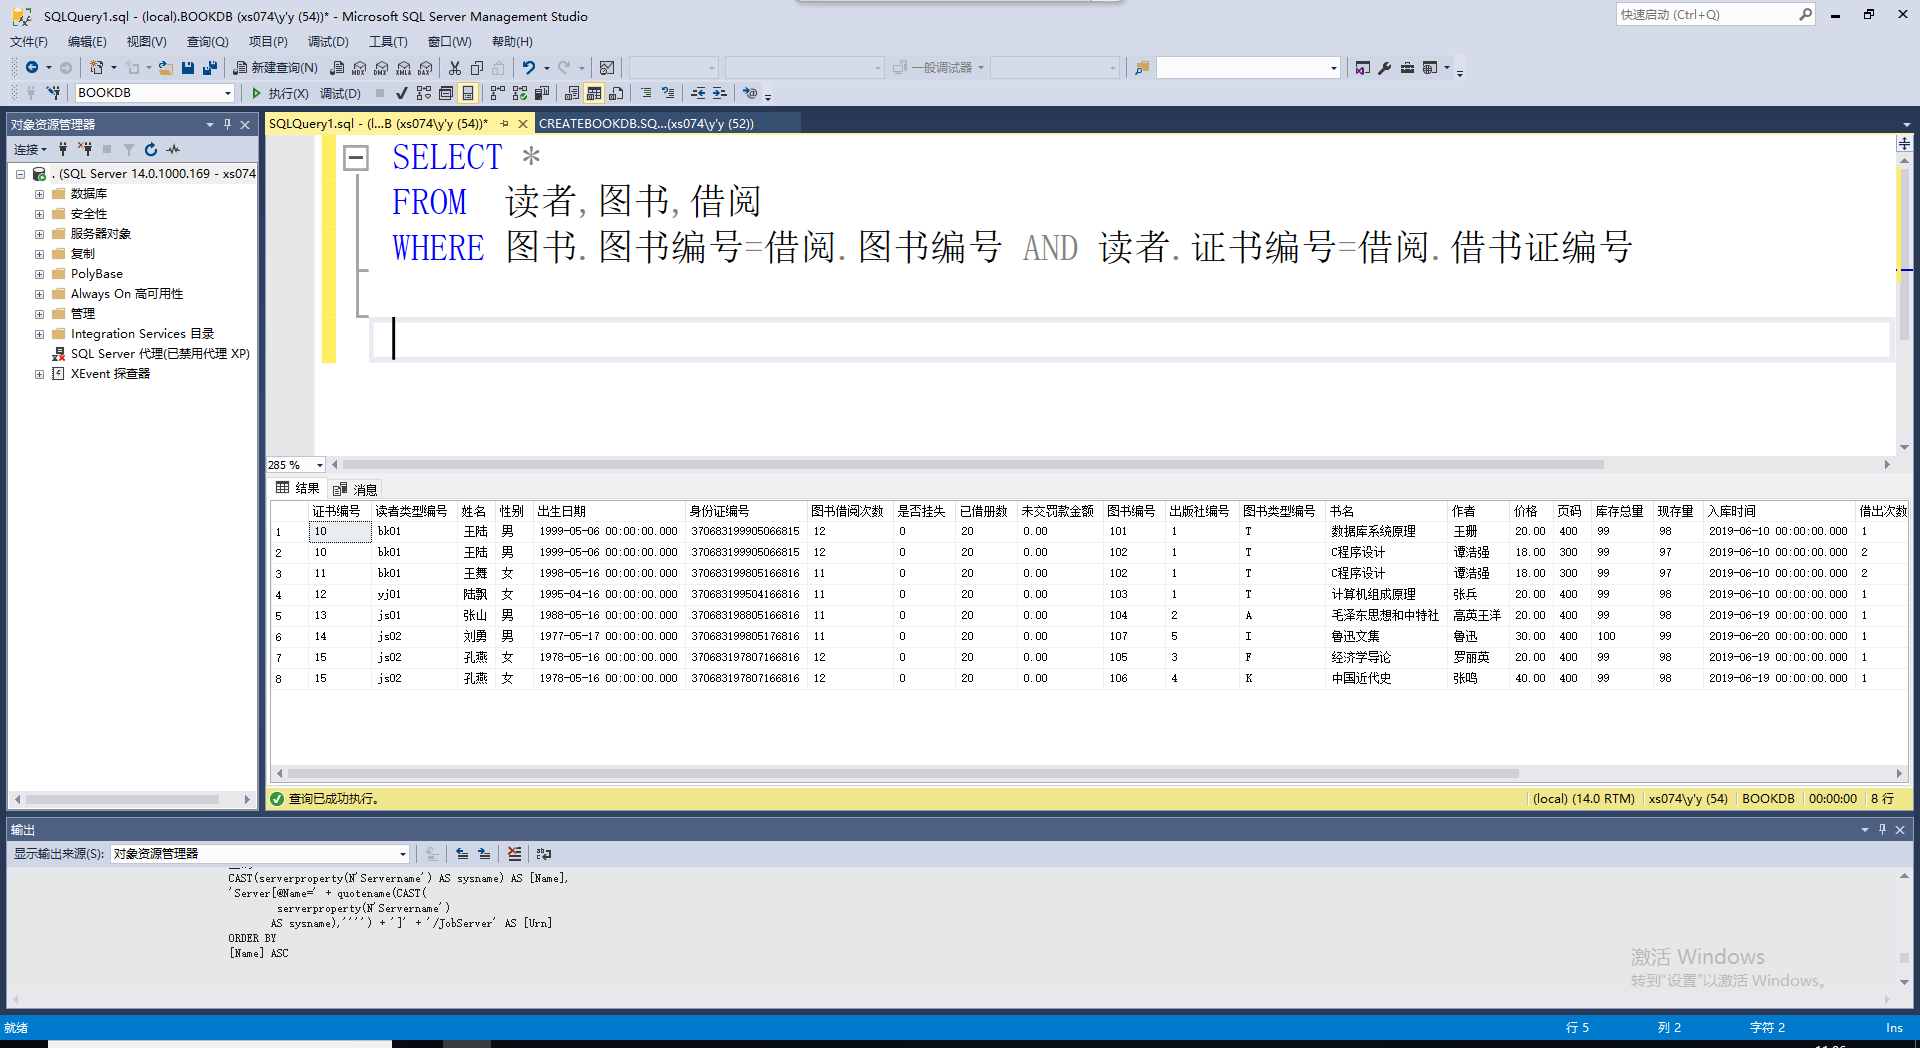 SQLQuery1.sql - (local).BOOKDB (xs074\y'y (54))* - Microsoft SQL Server Management Studio
快速启动 (Ctrl+Q)
文件(F) 编辑(E) 视图(V) 查询(Q) 项目(P) 调试(D) 工具(T) 窗口(W) 帮助(H)
新建查询(N) 一般调试器
BOOKDB 执行(X) 调试(D)
对象资源管理器
连接
. (SQL Server 14.0.1000.169 - xs074
数据库
安全性
服务器对象
复制
PolyBase
Always On 高可用性
管理
Integration Services 目录
SQL Server 代理(已禁用代理 XP)
XEvent 探查器
SQLQuery1.sql - (l...B (xs074\y'y (54))* CREATEBOOKDB.SQ...(xs074\y'y (52))
SELECT *
FROM 读者,图书,借阅
WHERE 图书.图书编号=借阅.图书编号 AND 读者.证书编号=借阅.借书证编号
285 %
结果 消息
证书编号 读者类型编号 姓名 性别 出生日期 身份证编号 图书借阅次数 是否挂失 已借册数 未交罚款金额 图书编号 出版社编号 图书类型编号 书名 作者 价格 页码 库存总量 现存量 入库时间 借出次数
1 10 bk01 王陆 男 1999-05-06 00:00:00.000 370683199905066815 12 0 20 0.00 101 1 T 数据库系统原理 王珊 20.00 400 99 98 2019-06-10 00:00:00.000 1
2 10 bk01 王陆 男 1999-05-06 00:00:00.000 370683199905066815 12 0 20 0.00 102 1 T C程序设计 谭浩强 18.00 300 99 97 2019-06-10 00:00:00.000 2
3 11 bk01 王舞 女 1998-05-16 00:00:00.000 370683199805166816 11 0 20 0.00 102 1 T C程序设计 谭浩强 18.00 300 99 97 2019-06-10 00:00:00.000 2
4 12 yj01 陆飘 女 1995-04-16 00:00:00.000 370683199504166816 11 0 20 0.00 103 1 T 计算机组成原理 张兵 20.00 400 99 98 2019-06-10 00:00:00.000 1
5 13 js01 张山 男 1988-05-16 00:00:00.000 370683198805166816 11 0 20 0.00 104 2 A 毛泽东思想和中特社 高英王洋 20.00 400 99 98 2019-06-19 00:00:00.000 1
6 14 js02 刘勇 男 1977-05-17 00:00:00.000 370683199805176816 11 0 20 0.00 107 5 I 鲁迅文集 鲁迅 30.00 400 100 99 2019-06-20 00:00:00.000 1
7 15 js02 孔燕 女 1978-05-16 00:00:00.000 370683197807166816 12 0 20 0.00 105 3 F 经济学导论 罗丽英 20.00 400 99 98 2019-06-19 00:00:00.000 1
8 15 js02 孔燕 女 1978-05-16 00:00:00.000 370683197807166816 12 0 20 0.00 106 4 K 中国近代史 张鸣 40.00 400 99 98 2019-06-19 00:00:00.000 1
查询已成功执行。 (local) (14.0 RTM) xs074\y'y (54) BOOKDB 00:00:00 8 行
输出
显示输出来源(S): 对象资源管理器
CAST(serverproperty(N'Servername') AS sysname) AS [Name],
'Server[@Name=' + quotename(CAST(
serverproperty(N'Servername')
AS sysname),'''') + ']' + '/JobServer' AS [Urn]
ORDER BY
[Name] ASC
激活 Windows
转到"设置"以激活 Windows。
就绪 行 5 列 2 字符 2 Ins